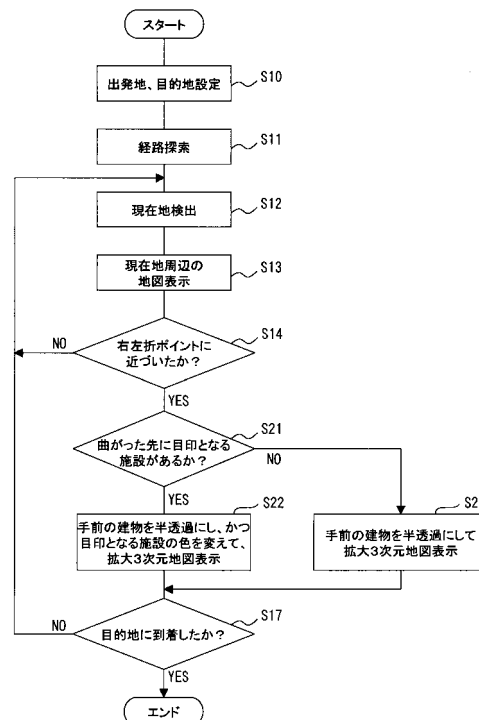 スタート
S10
出発地、目的地設定
S11
経路探索
S12
現在地検出
S13
現在地周辺の
地図表示
S14
右左折ポイントに
近づいたか？
NO
YES
S21
曲がった先に目印となる
施設があるか？
NO
YES
S22
手前の建物を半透過にし、かつ
目印となる施設の色を変えて、
拡大3次元地図表示
S2
手前の建物を半透過にして
拡大3次元地図表示
S17
目的地に到着したか？
NO
YES
エンド